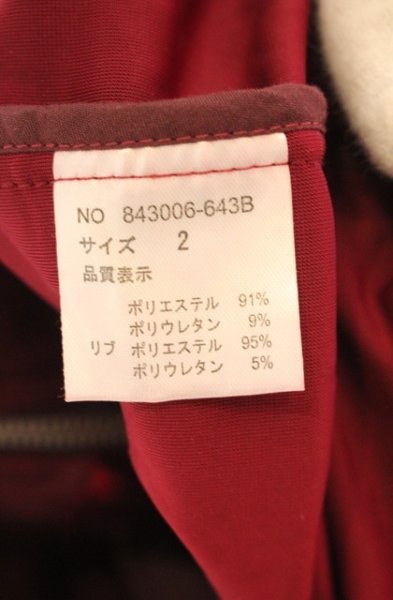 NO 843006-643B
サイズ 2
品質表示
ポリエステル 91%
ポリウレタン 9%
リブ ポリエステル 95%
ポリウレタン 5%